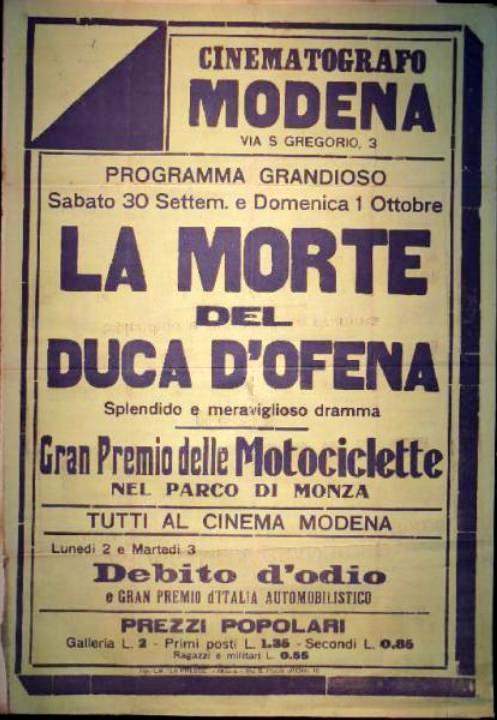 CINEMATOGRAFO
MODENA
VIA S GREGORIO, 3
PROGRAMMA GRANDIOSO
Sabato 30 Settem. e Domenica 1 Ottobre
LA MORTE
DEL
DUCA D'OFENA
Splendido e meraviglioso dramma
Gran Premio delle Motociclette
NEL PARCO DI MONZA
TUTTI AL CINEMA MODENA
Lunedi 2 e Martedi 3
Debito d'odio
e GRAN PREMIO d'ITALIA AUTOMOBILISTICO
PREZZI POPOLARI
Galleria L. 2 - Primi posti L. 1.35 - Secondi L. 0.85
Ragazzi e militari L. 0.55